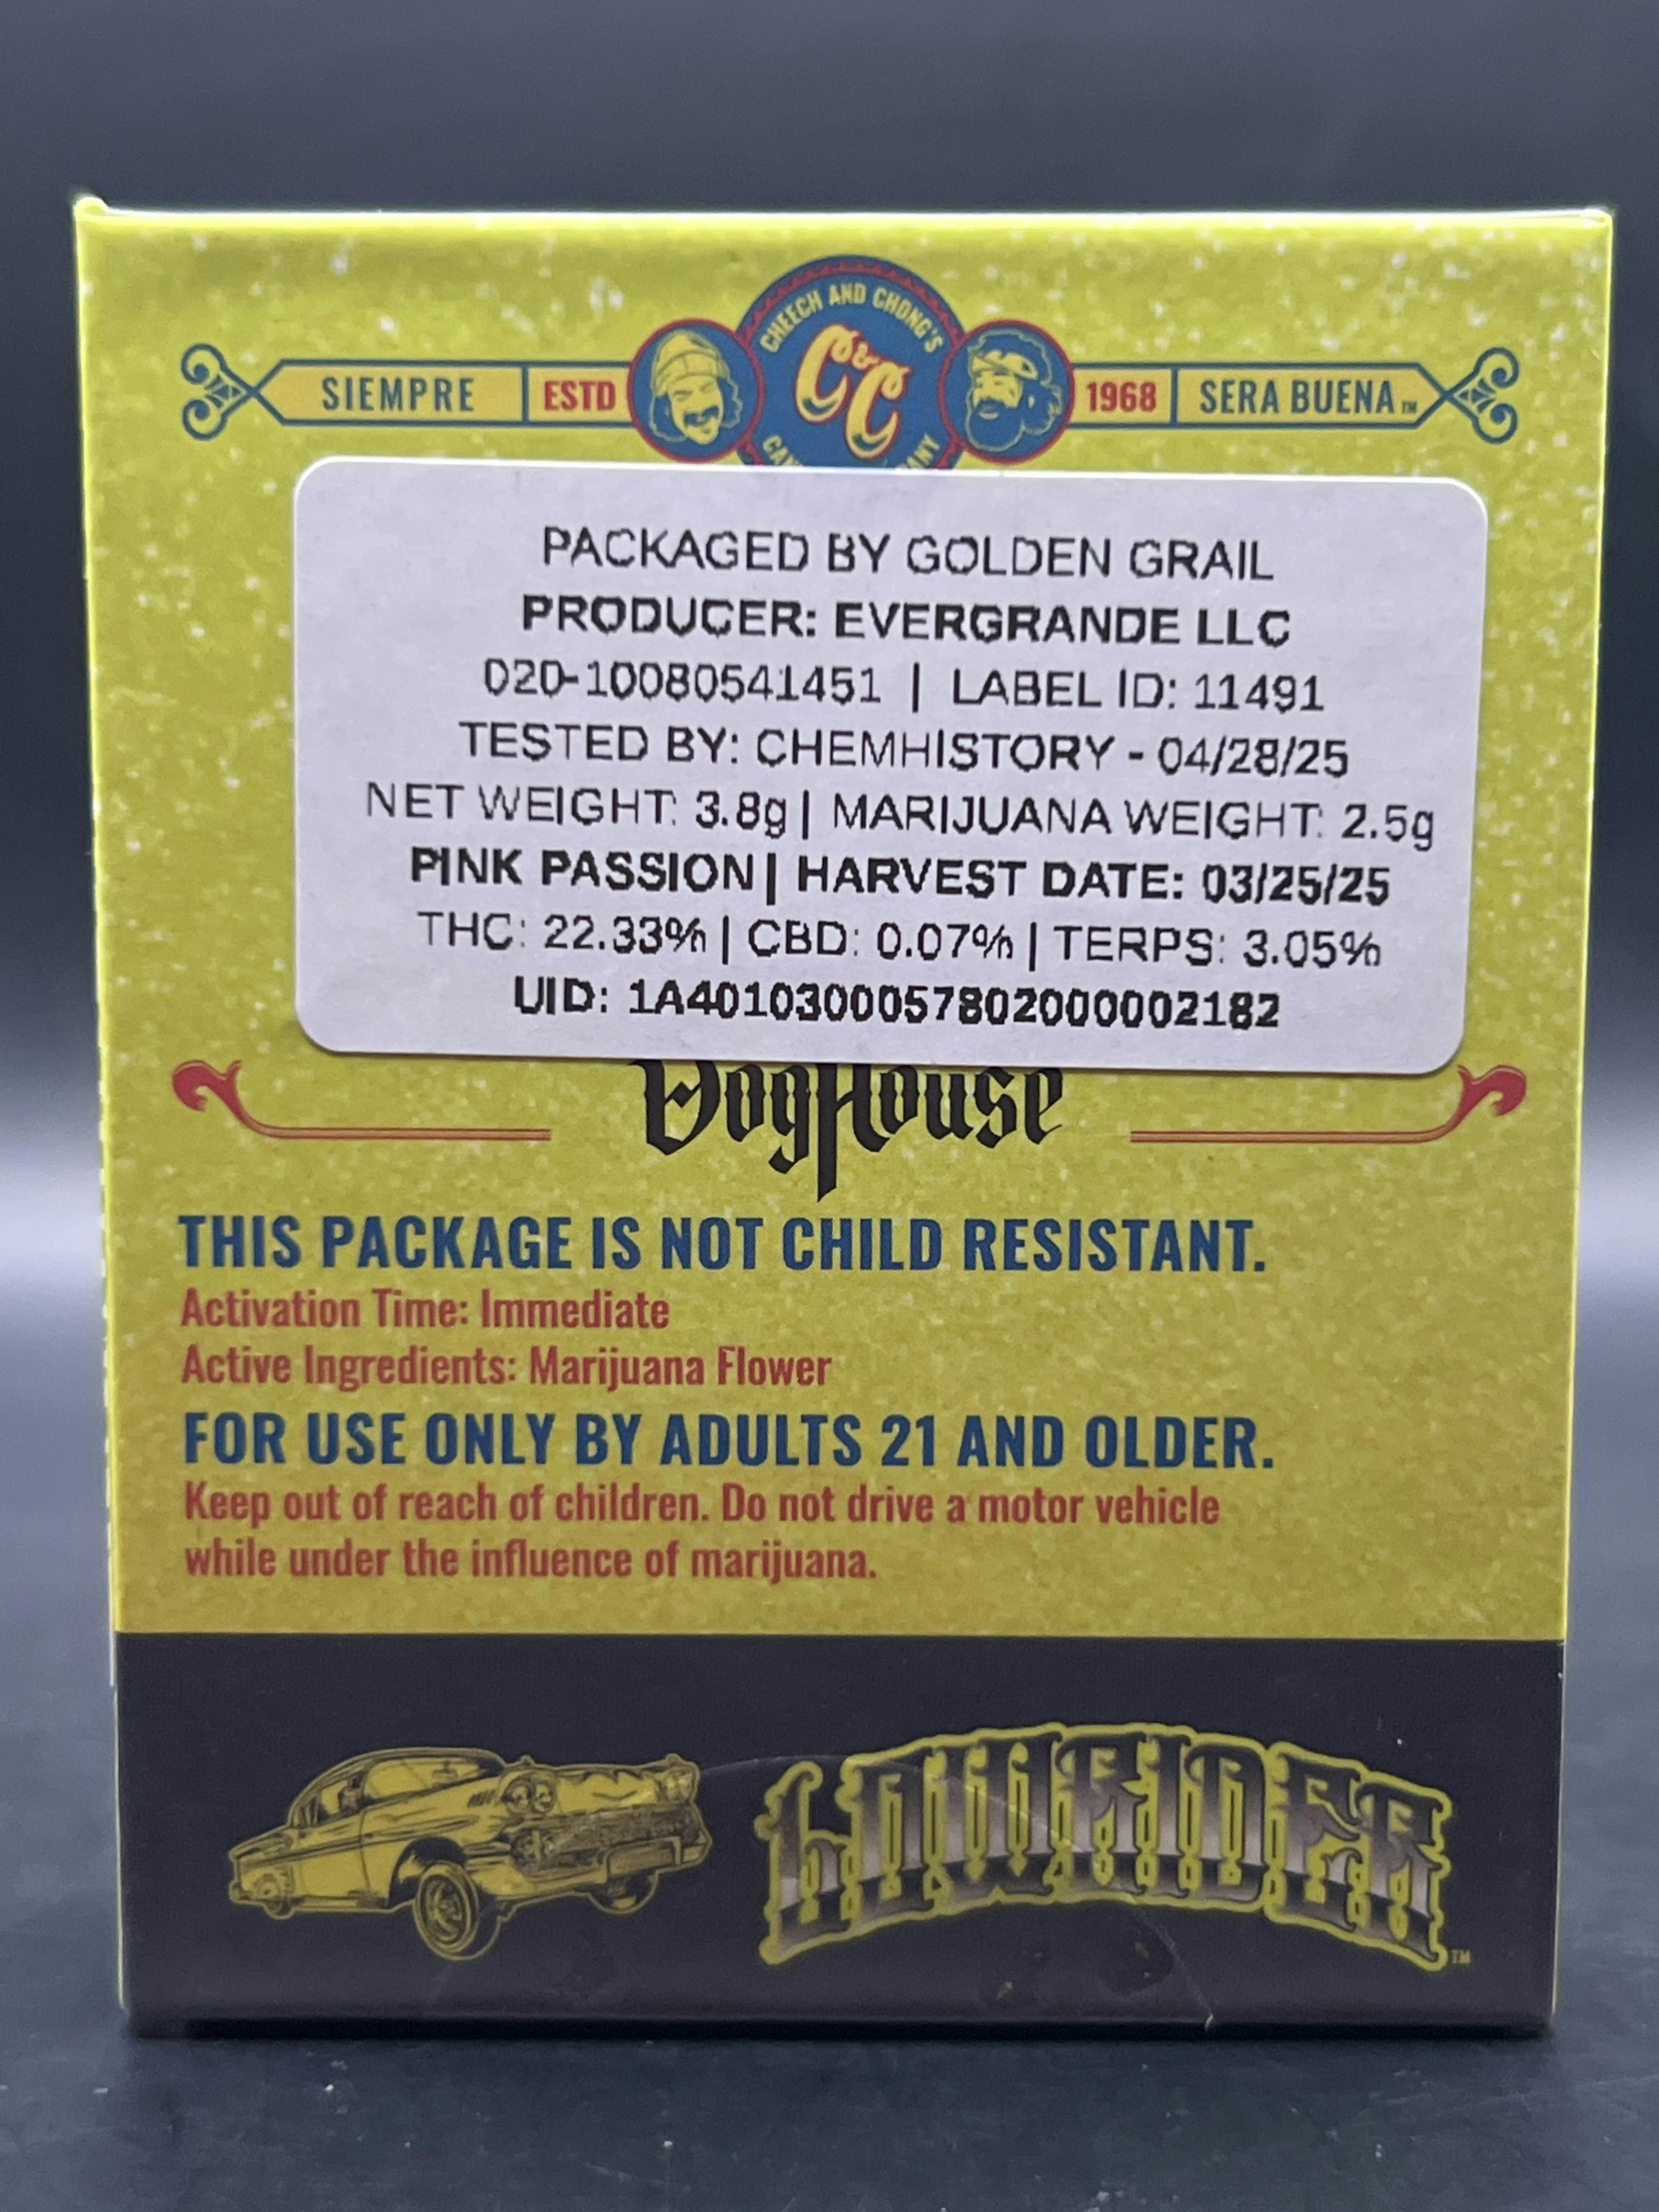 CHEECH AND CHONG'S
SIEMPRE ESTD C&C 1968 SERA BUENA™
PACKAGED BY GOLDEN GRAIL
PRODUCER: EVERGRANDE LLC
020-10080541451 | LABEL ID: 11491
TESTED BY: CHEMHISTORY - 04/28/25
NET WEIGHT: 3.8g | MARIJUANA WEIGHT: 2.5g
PINK PASSION | HARVEST DATE: 03/25/25
THC: 22.33% | CBD: 0.07% | TERPS: 3.05%
UID: 1A4010300057802000002182
DogHouse
THIS PACKAGE IS NOT CHILD RESISTANT.
Activation Time: Immediate
Active Ingredients: Marijuana Flower
FOR USE ONLY BY ADULTS 21 AND OLDER.
Keep out of reach of children. Do not drive a motor vehicle
while under the influence of marijuana.
LOWRIDER™